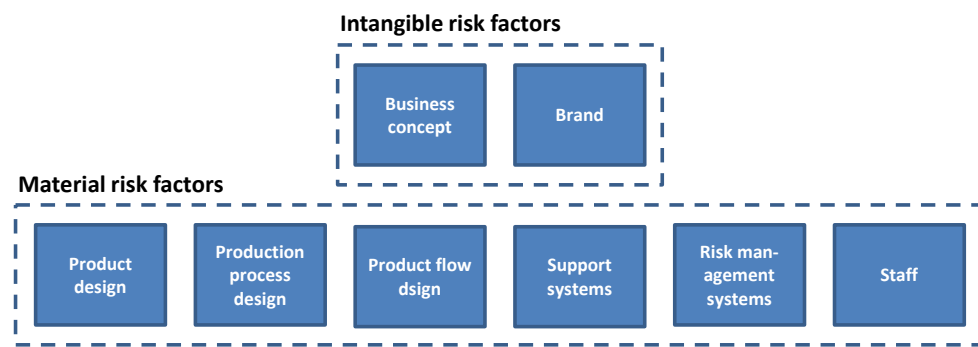 Intangible risk factors
Business
concept
Brand
Material risk factors
Product
design
Production
process
design
Product flow
dsign
Support
systems
Risk man-
agement
systems
Staff